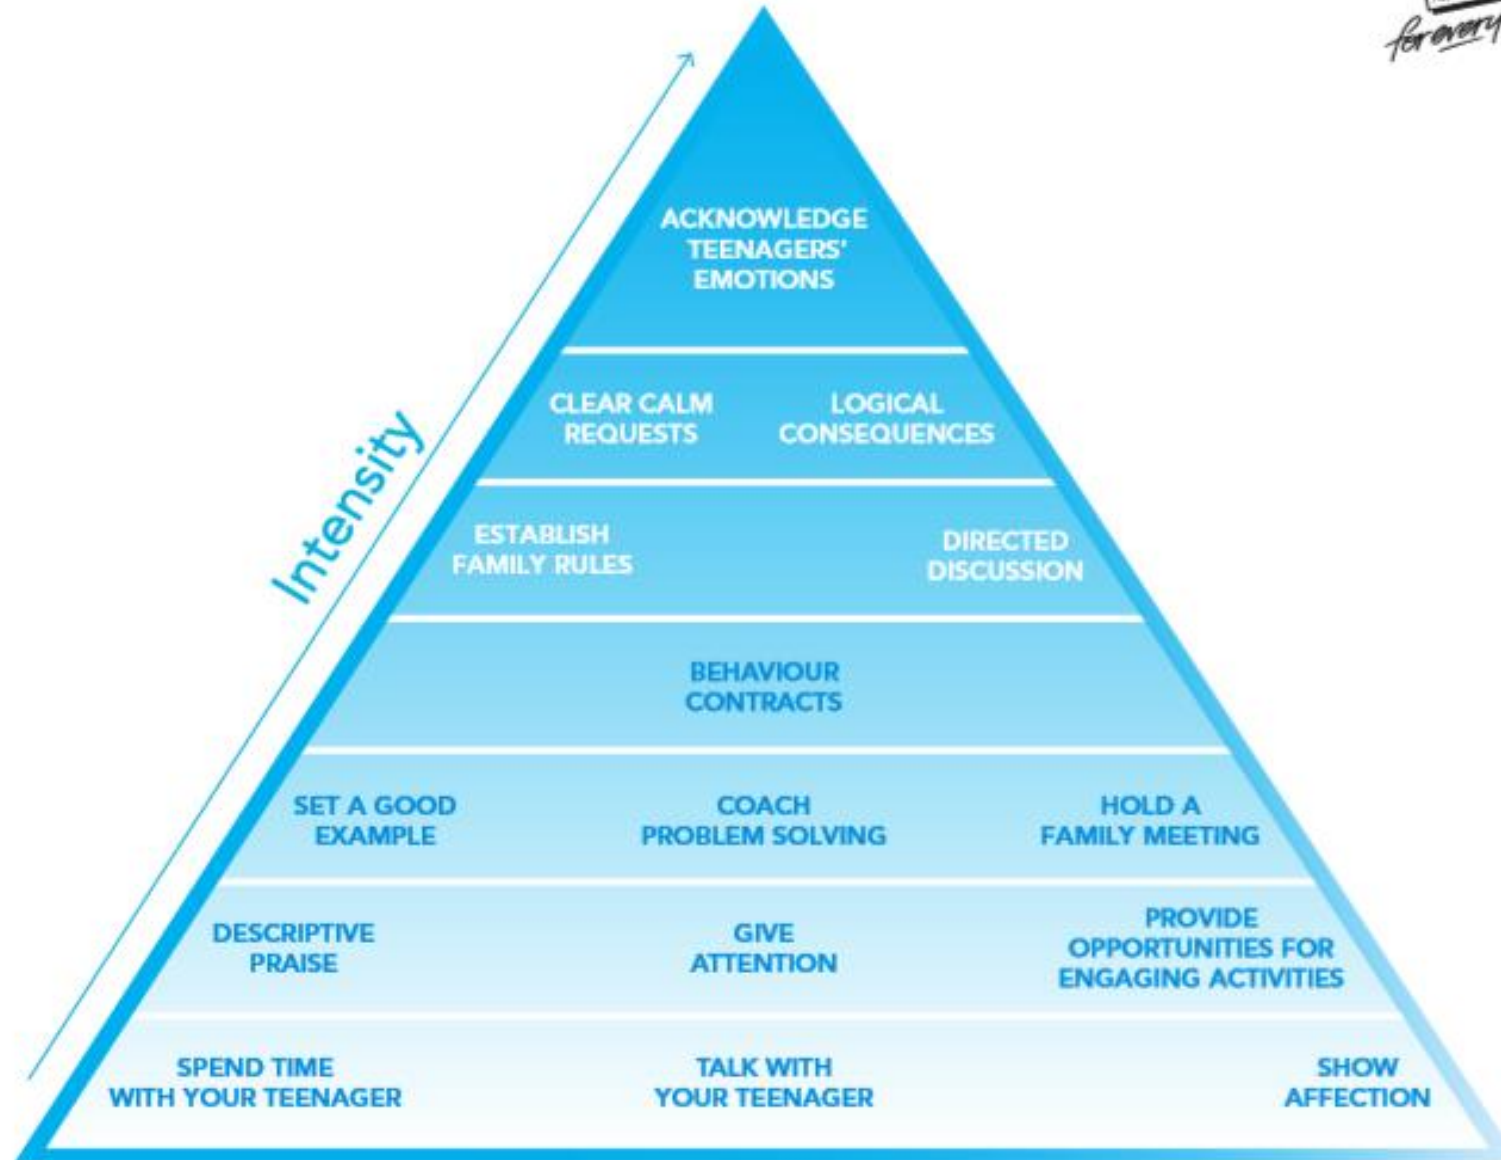 for every
ACKNOWLEDGE
TEENAGERS'
EMOTIONS
CLEAR CALM
REQUESTS
LOGICAL
CONSEQUENCES
Intensity
ESTABLISH
FAMILY RULES
DIRECTED
DISCUSSION
BEHAVIOUR
CONTRACTS
SET A GOOD
EXAMPLE
COACH
PROBLEM SOLVING
HOLD A
FAMILY MEETING
DESCRIPTIVE
PRAISE
GIVE
ATTENTION
PROVIDE
OPPORTUNITIES FOR
ENGAGING ACTIVITIES
SPEND TIME
WITH YOUR TEENAGER
TALK WITH
YOUR TEENAGER
SHOW
AFFECTION